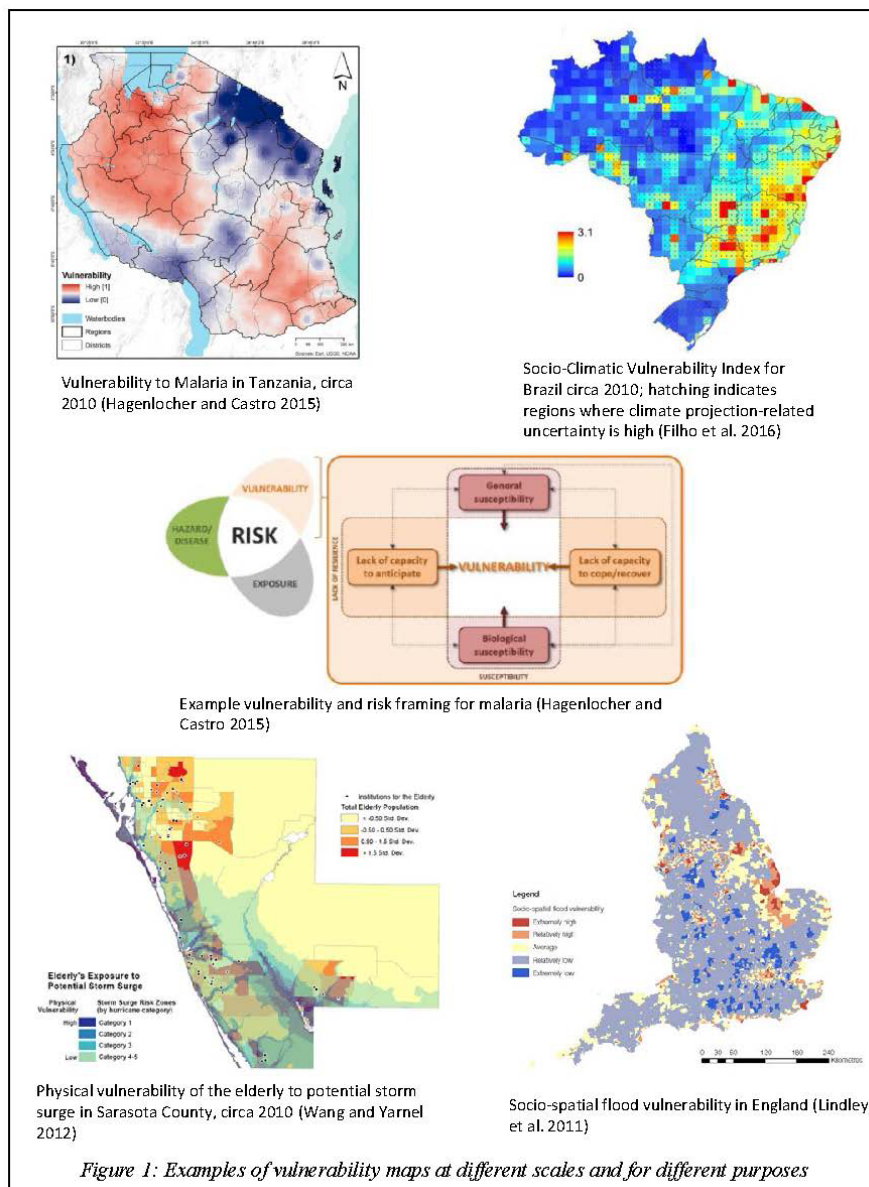 1)
N
Vulnerability
High [1]
Low [0]
Waterbodies
Regions
Districts
Vulnerability to Malaria in Tanzania, circa
2010 (Hagenlocher and Castro 2015)
3.1
0
Socio-Climatic Vulnerability Index for
Brazil circa 2010; hatching indicates
regions where climate projection-related
uncertainty is high (Filho et al. 2016)
VULNERABILITY
HAZARD/
DISEASE
RISK
EXPOSURE
LACK OF RESILIENCE
General
susceptibility
Lack of capacity
to anticipate
VULNERABILITY
Lack of capacity
to cope/recover
Biological
susceptibility
SUSCEPTIBILITY
Example vulnerability and risk framing for malaria (Hagenlocher and
Castro 2015)
Institutions for the Elderly
Total Elderly Population
< -0.50 Std. Dev.
-0.50 - 0.50 Std. Dev.
0.50 - 1.5 Std. Dev.
> 1.5 Std. Dev.
Elderly's Exposure to
Potential Storm Surge
Physical Vulnerability
Storm Surge Risk Zones
(by hurricane category)
High
Category 1
Category 2
Category 3
Low
Category 4-5
Physical vulnerability of the elderly to potential storm
surge in Sarasota County, circa 2010 (Wang and Yarnel
2012)
Legend
Socio-spatial flood vulnerability
Extremely high
Relatively high
Average
Relatively low
Extremely low
0 30 60 120 180 240
Kilometres
Socio-spatial flood vulnerability in England (Lindley
et al. 2011)
Figure 1: Examples of vulnerability maps at different scales and for different purposes